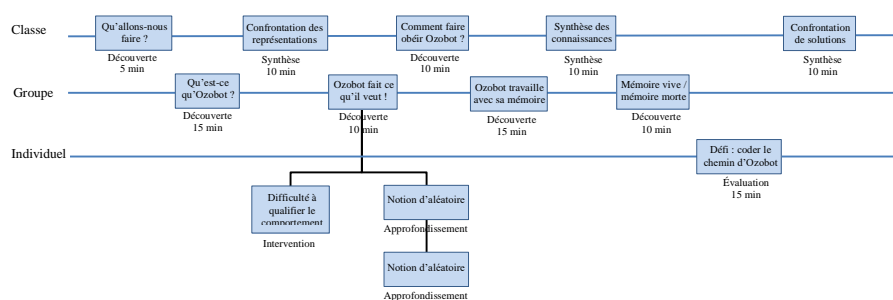 Classe
Qu'allons-nous
faire ?
Découverte
5 min
Confrontation des
représentations
Synthèse
10 min
Comment faire
obéir Ozobot ?
Découverte
10 min
Synthèse des
connaissances
Synthèse
10 min
Confrontation
de solutions
Synthèse
10 min
Groupe
Qu'est-ce
qu'Ozobot ?
Découverte
15 min
Ozobot fait ce
qu'il veut !
Découverte
10 min
Ozobot travaille
avec sa mémoire
Découverte
15 min
Mémoire vive /
mémoire morte
Découverte
10 min
Individuel
Défi : coder le
chemin d'Ozobot
Évaluation
15 min
Difficulté à
qualifier le
comportement
Intervention
Notion d'aléatoire
Approfondissement
Notion d'aléatoire
Approfondissement